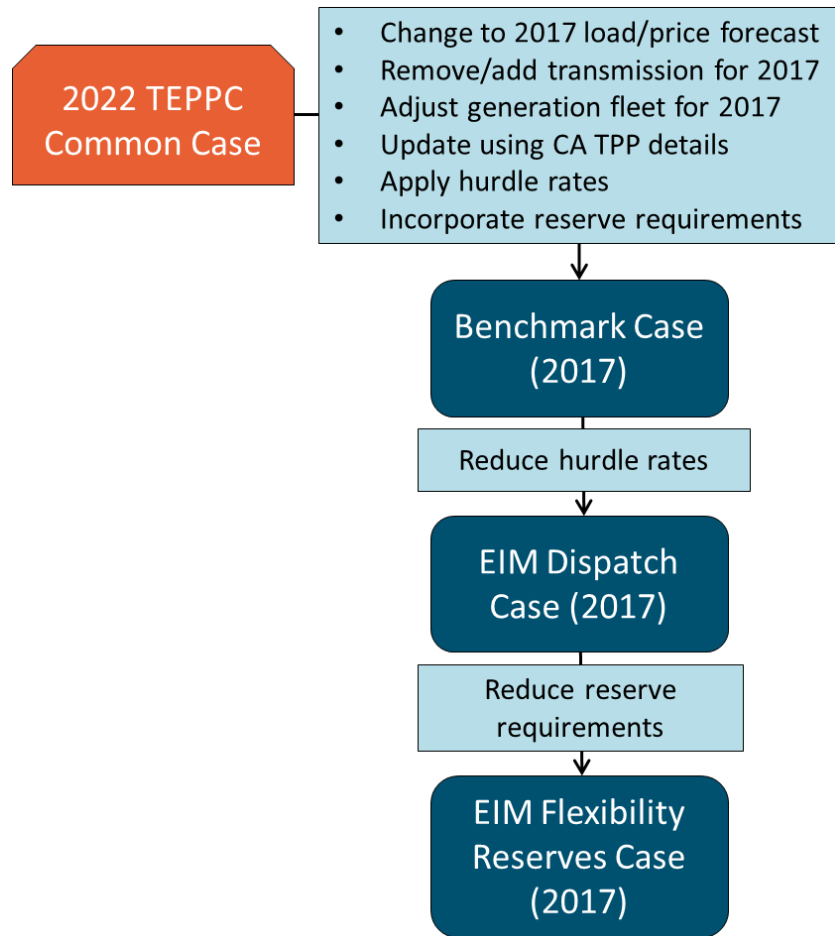 2022 TEPPC
Common Case
• Change to 2017 load/price forecast
• Remove/add transmission for 2017
• Adjust generation fleet for 2017
• Update using CA TPP details
• Apply hurdle rates
• Incorporate reserve requirements
Benchmark Case
(2017)
Reduce hurdle rates
EIM Dispatch
Case (2017)
Reduce reserve
requirements
EIM Flexibility
Reserves Case
(2017)